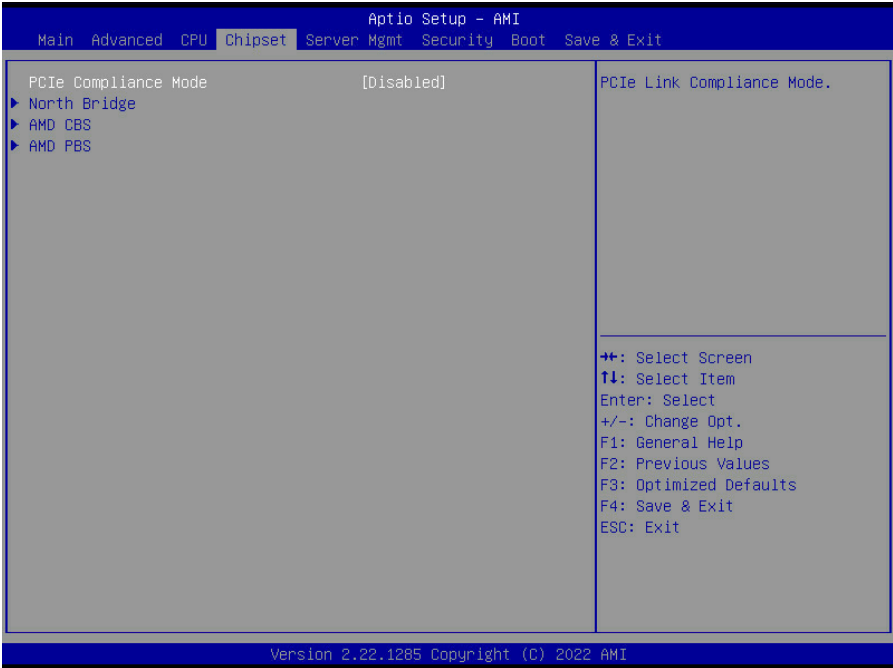 Aptio Setup – AMI
Main Advanced CPU Chipset Server Mgmt Security Boot Save & Exit
PCIe Compliance Mode [Disabled]
North Bridge
AMD CBS
AMD PBS
PCIe Link Compliance Mode.
→←: Select Screen
↑↓: Select Item
Enter: Select
+/-: Change Opt.
F1: General Help
F2: Previous Values
F3: Optimized Defaults
F4: Save & Exit
ESC: Exit
Version 2.22.1285 Copyright (C) 2022 AMI